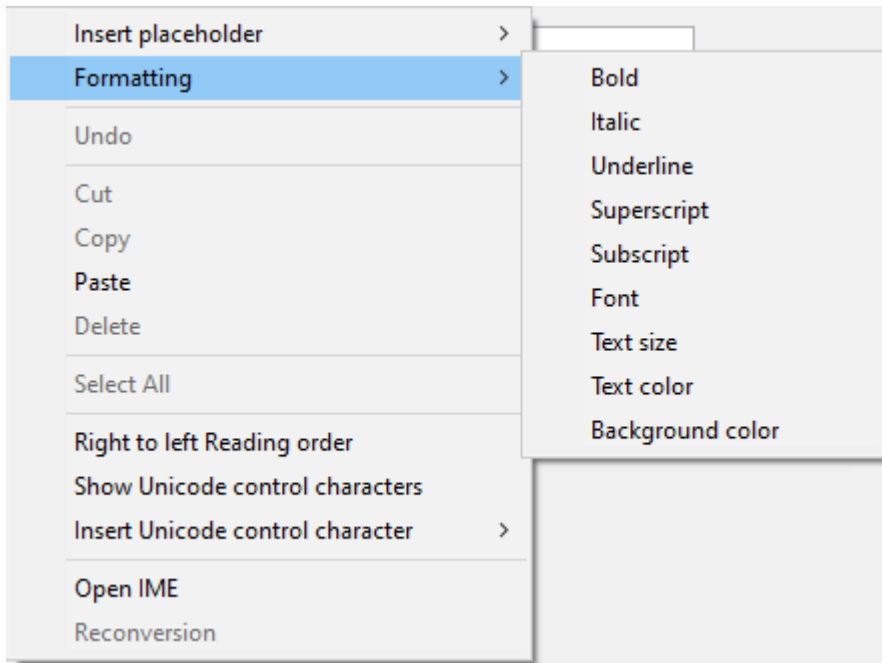 Insert placeholder
Formatting
Undo
Cut
Copy
Paste
Delete
Select All
Right to left Reading order
Show Unicode control characters
Insert Unicode control character
Open IME
Reconversion
Bold
Italic
Underline
Superscript
Subscript
Font
Text size
Text color
Background color